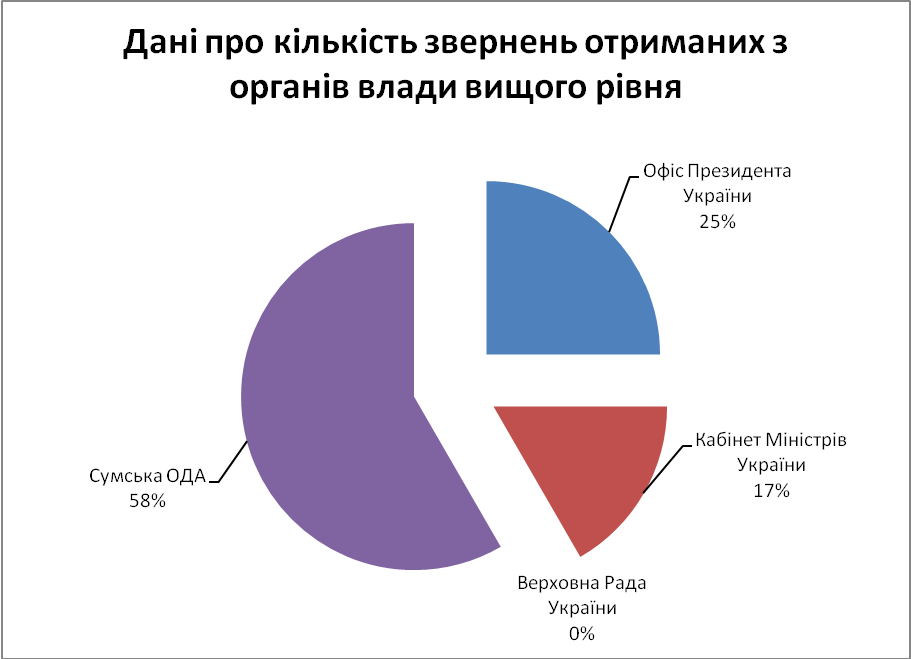 Дані про кількість звернень отриманих з
органів влади вищого рівня
Офіс Президента
України
25%
Кабінет Міністрів
України
17%
Верховна Рада
України
0%
Сумська ОДА
58%